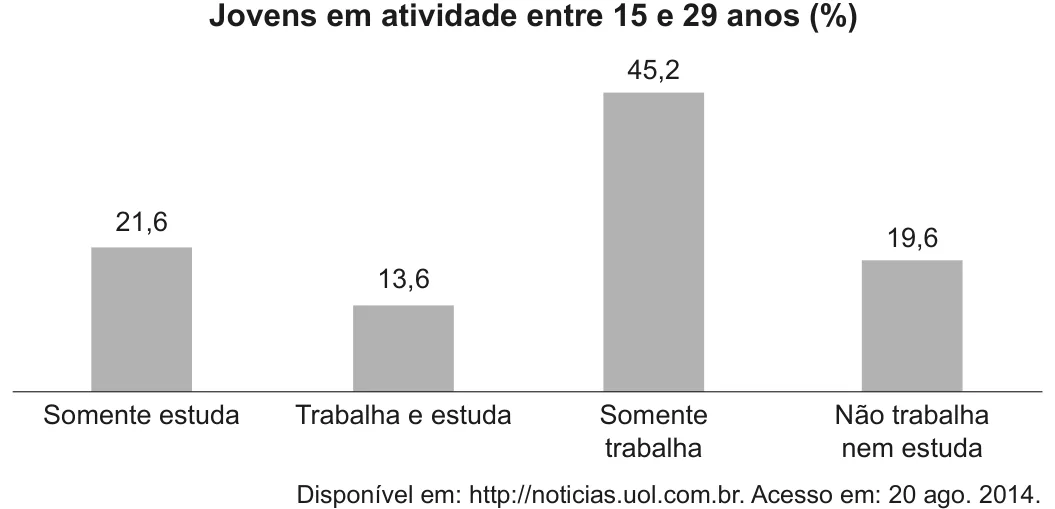 Jovens em atividade entre 15 e 29 anos (%)
45,2
21,6
19,6
13,6
Somente estuda
Trabalha e estuda
Somente
trabalha
Não trabalha
nem estuda
Disponível em: http://noticias.uol.com.br. Acesso em: 20 ago. 2014.